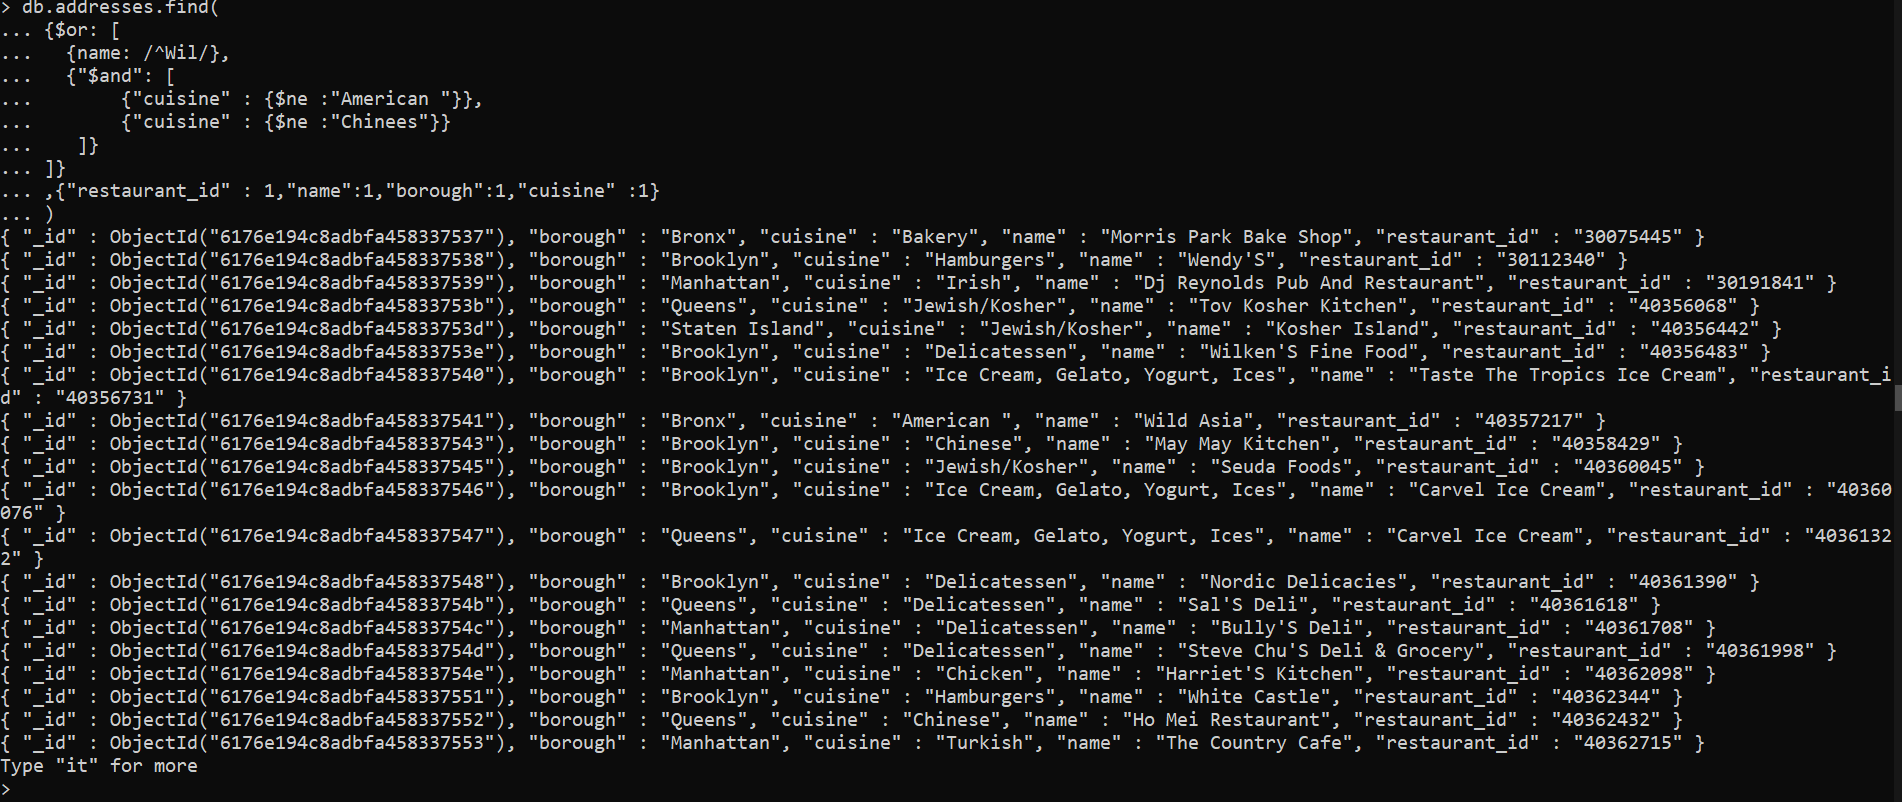 > db.addresses.find(
... {$or: [
...   {name: /^Wil/},
...   {"$and": [
...        {"cuisine" : {$ne :"American "}},
...        {"cuisine" : {$ne :"Chinees"}}
...    ]}
... ]}
... ,{"restaurant_id" : 1,"name":1,"borough":1,"cuisine" :1}
... )
{ "_id" : ObjectId("6176e194c8adbfa458337537"), "borough" : "Bronx", "cuisine" : "Bakery", "name" : "Morris Park Bake Shop", "restaurant_id" : "30075445" }
{ "_id" : ObjectId("6176e194c8adbfa458337538"), "borough" : "Brooklyn", "cuisine" : "Hamburgers", "name" : "Wendy'S", "restaurant_id" : "30112340" }
{ "_id" : ObjectId("6176e194c8adbfa458337539"), "borough" : "Manhattan", "cuisine" : "Irish", "name" : "Dj Reynolds Pub And Restaurant", "restaurant_id" : "30191841" }
{ "_id" : ObjectId("6176e194c8adbfa45833753b"), "borough" : "Queens", "cuisine" : "Jewish/Kosher", "name" : "Tov Kosher Kitchen", "restaurant_id" : "40356068" }
{ "_id" : ObjectId("6176e194c8adbfa45833753d"), "borough" : "Staten Island", "cuisine" : "Jewish/Kosher", "name" : "Kosher Island", "restaurant_id" : "40356442" }
{ "_id" : ObjectId("6176e194c8adbfa45833753e"), "borough" : "Brooklyn", "cuisine" : "Delicatessen", "name" : "Wilken'S Fine Food", "restaurant_id" : "40356483" }
{ "_id" : ObjectId("6176e194c8adbfa458337540"), "borough" : "Brooklyn", "cuisine" : "Ice Cream, Gelato, Yogurt, Ices", "name" : "Taste The Tropics Ice Cream", "restaurant_i
d" : "40356731" }
{ "_id" : ObjectId("6176e194c8adbfa458337541"), "borough" : "Bronx", "cuisine" : "American ", "name" : "Wild Asia", "restaurant_id" : "40357217" }
{ "_id" : ObjectId("6176e194c8adbfa458337543"), "borough" : "Brooklyn", "cuisine" : "Chinese", "name" : "May May Kitchen", "restaurant_id" : "40358429" }
{ "_id" : ObjectId("6176e194c8adbfa458337545"), "borough" : "Brooklyn", "cuisine" : "Jewish/Kosher", "name" : "Seuda Foods", "restaurant_id" : "40360045" }
{ "_id" : ObjectId("6176e194c8adbfa458337546"), "borough" : "Brooklyn", "cuisine" : "Ice Cream, Gelato, Yogurt, Ices", "name" : "Carvel Ice Cream", "restaurant_id" : "40360
076" }
{ "_id" : ObjectId("6176e194c8adbfa458337547"), "borough" : "Queens", "cuisine" : "Ice Cream, Gelato, Yogurt, Ices", "name" : "Carvel Ice Cream", "restaurant_id" : "4036132
2" }
{ "_id" : ObjectId("6176e194c8adbfa458337548"), "borough" : "Brooklyn", "cuisine" : "Delicatessen", "name" : "Nordic Delicacies", "restaurant_id" : "40361390" }
{ "_id" : ObjectId("6176e194c8adbfa45833754b"), "borough" : "Queens", "cuisine" : "Delicatessen", "name" : "Sal'S Deli", "restaurant_id" : "40361618" }
{ "_id" : ObjectId("6176e194c8adbfa45833754c"), "borough" : "Manhattan", "cuisine" : "Delicatessen", "name" : "Bully'S Deli", "restaurant_id" : "40361708" }
{ "_id" : ObjectId("6176e194c8adbfa45833754d"), "borough" : "Queens", "cuisine" : "Delicatessen", "name" : "Steve Chu'S Deli & Grocery", "restaurant_id" : "40361998" }
{ "_id" : ObjectId("6176e194c8adbfa45833754e"), "borough" : "Manhattan", "cuisine" : "Chicken", "name" : "Harriet'S Kitchen", "restaurant_id" : "40362098" }
{ "_id" : ObjectId("6176e194c8adbfa458337551"), "borough" : "Brooklyn", "cuisine" : "Hamburgers", "name" : "White Castle", "restaurant_id" : "40362344" }
{ "_id" : ObjectId("6176e194c8adbfa458337552"), "borough" : "Queens", "cuisine" : "Chinese", "name" : "Ho Mei Restaurant", "restaurant_id" : "40362432" }
{ "_id" : ObjectId("6176e194c8adbfa458337553"), "borough" : "Manhattan", "cuisine" : "Turkish", "name" : "The Country Cafe", "restaurant_id" : "40362715" }
Type "it" for more
>